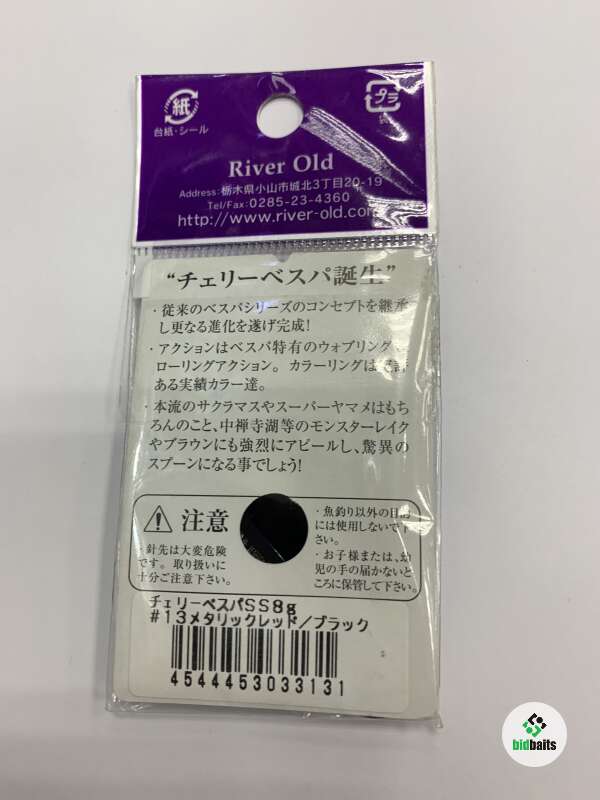 紙
台紙・シール
プラ
River Old
Address:栃木県小山市城北3丁目20-19
Tel/Fax:0285-23-4360
http://www.river-old.com
“チェリーベスパ誕生”
・従来のベスパシリーズのコンセプトを継承
し更なる進化を遂げ完成!
・アクションはベスパ特有のウォブリング
ローリングアクション。カラーリングは
ある実績カラー達。
・本流のサクラマスやスーパーヤマメはもち
ろんのこと、中禅寺湖等のモンスターレイク
やブラウンにも強烈にアピールし、驚異の
スプーンになる事でしょう!
注意
・針先は大変危険
です。取り扱いに
十分ご注意下さい。
・魚釣り以外の目的
には使用しないで下
さい。
・お子様または、幼
児の手の届かないと
ころに保管して下さい。
チェリーベスパSS8g
#13メタリックレッド/ブラック
4544453033131
s
bidbaits